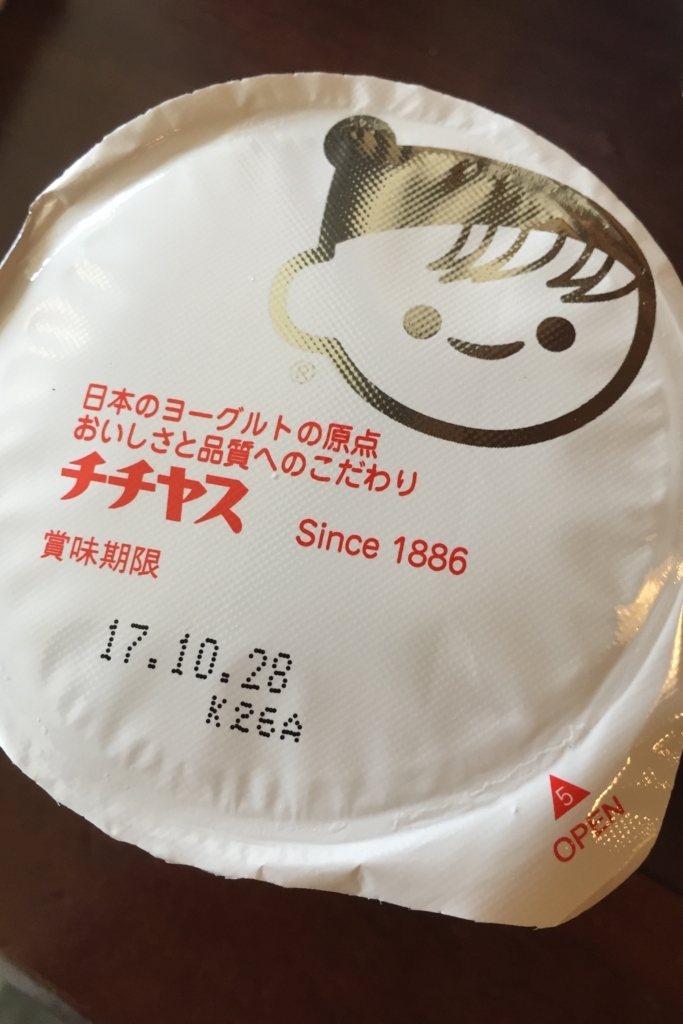 ®
日本のヨーグルトの原点
おいしさと品質へのこだわり
チチヤス Since 1886
賞味期限
17.10.28
K26A
5
OPEN